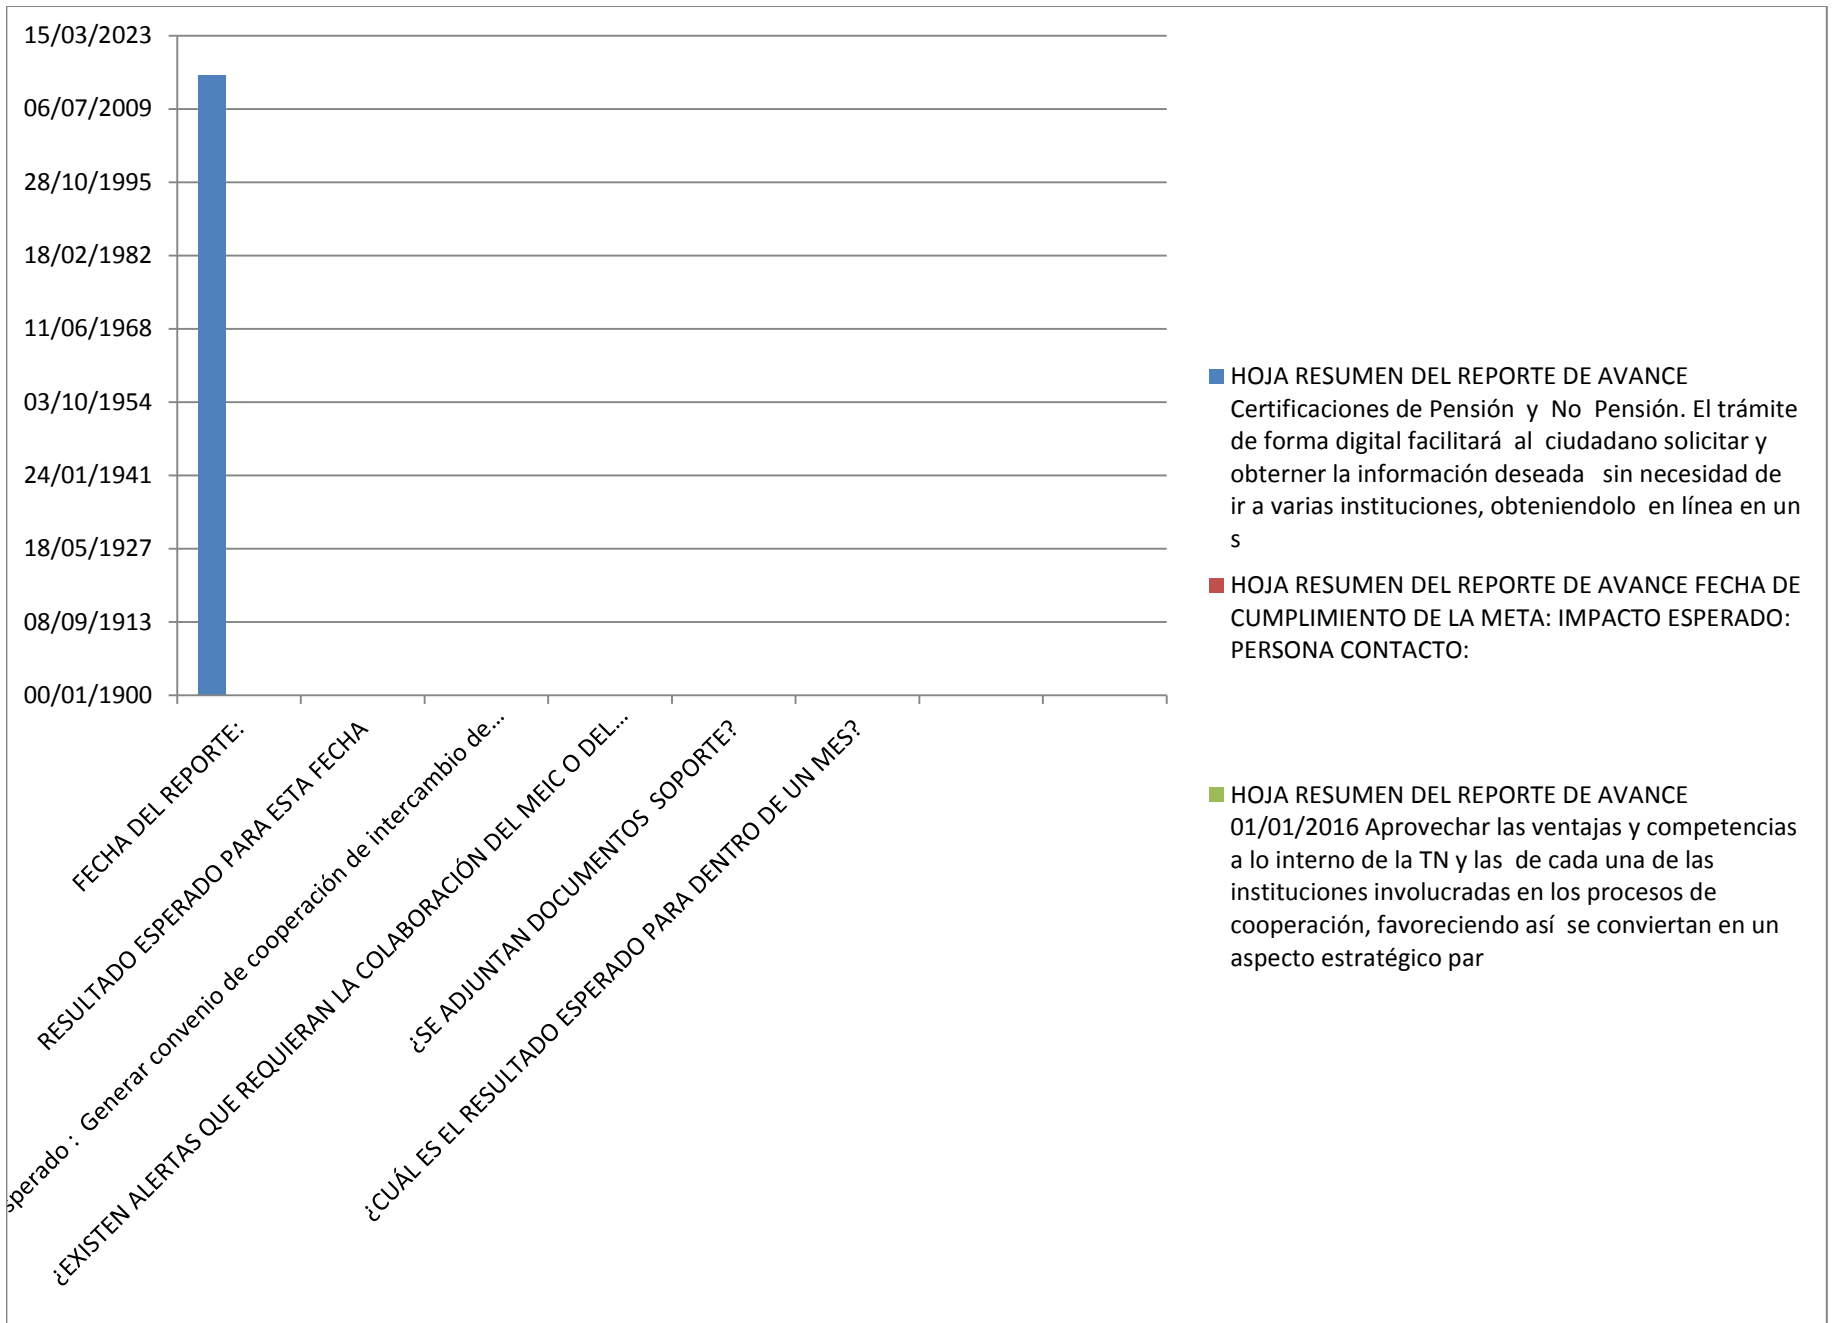 15/03/2023
06/07/2009
28/10/1995
18/02/1982
11/06/1968
03/10/1954
24/01/1941
18/05/1927
08/09/1913
00/01/1900
FECHA DEL REPORTE:
RESULTADO ESPERADO PARA ESTA FECHA
sperado : Generar convenio de cooperación de intercambio de...
¿EXISTEN ALERTAS QUE REQUIERAN LA COLABORACIÓN DEL MEIC O DEL...
¿SE ADJUNTAN DOCUMENTOS SOPORTE?
¿CUÁL ES EL RESULTADO ESPERADO PARA DENTRO DE UN MES?
HOJA RESUMEN DEL REPORTE DE AVANCE
Certificaciones de Pensión y No Pensión. El trámite
de forma digital facilitará al ciudadano solicitar y
obterner la información deseada sin necesidad de
ir a varias instituciones, obteniendolo en línea en un
s
HOJA RESUMEN DEL REPORTE DE AVANCE FECHA DE
CUMPLIMIENTO DE LA META: IMPACTO ESPERADO:
PERSONA CONTACTO:
HOJA RESUMEN DEL REPORTE DE AVANCE
01/01/2016 Aprovechar las ventajas y competencias
a lo interno de la TN y las de cada una de las
instituciones involucradas en los procesos de
cooperación, favoreciendo así se conviertan en un
aspecto estratégico par